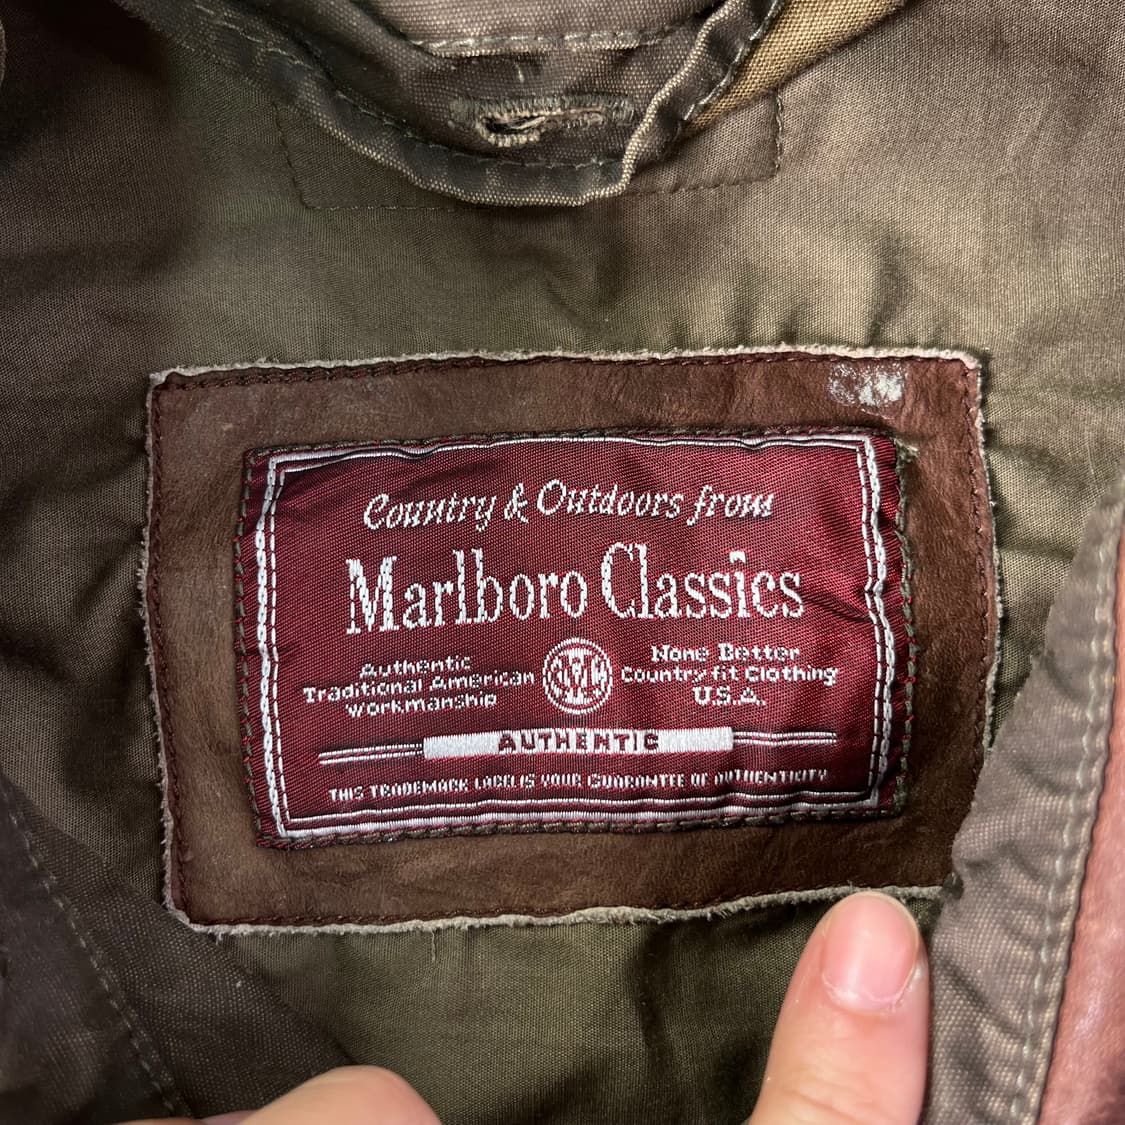 Country & Outdoors from
Marlboro Classics
Authentic
Traditional American
Workmanship
MC
None Better
Country fit Clothing
U.S.A.
AUTHENTIC
THIS TRADEMARK LABEL IS YOUR GUARANTEE OF AUTHENTICITY